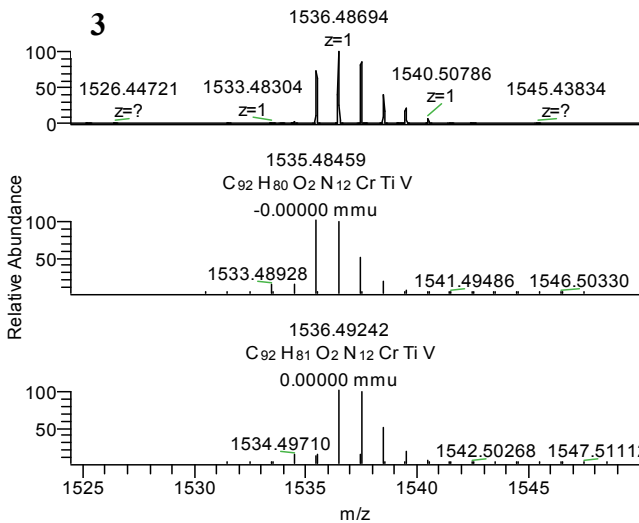 3
1536.48694
z=1
1526.44721
z=?
1533.48304
z=1
1540.50786
z=1
1545.43834
z=?
100
50
0
1535.48459
C92 H80 O2 N12 Cr Ti V
-0.00000 mmu
1533.48928
1541.49486
1546.50330
100
50
Relative Abundance
1536.49242
C92 H81 O2 N12 Cr Ti V
0.00000 mmu
1534.49710
1542.50268
1547.5111
100
50
1525 1530 1535 1540 1545
m/z